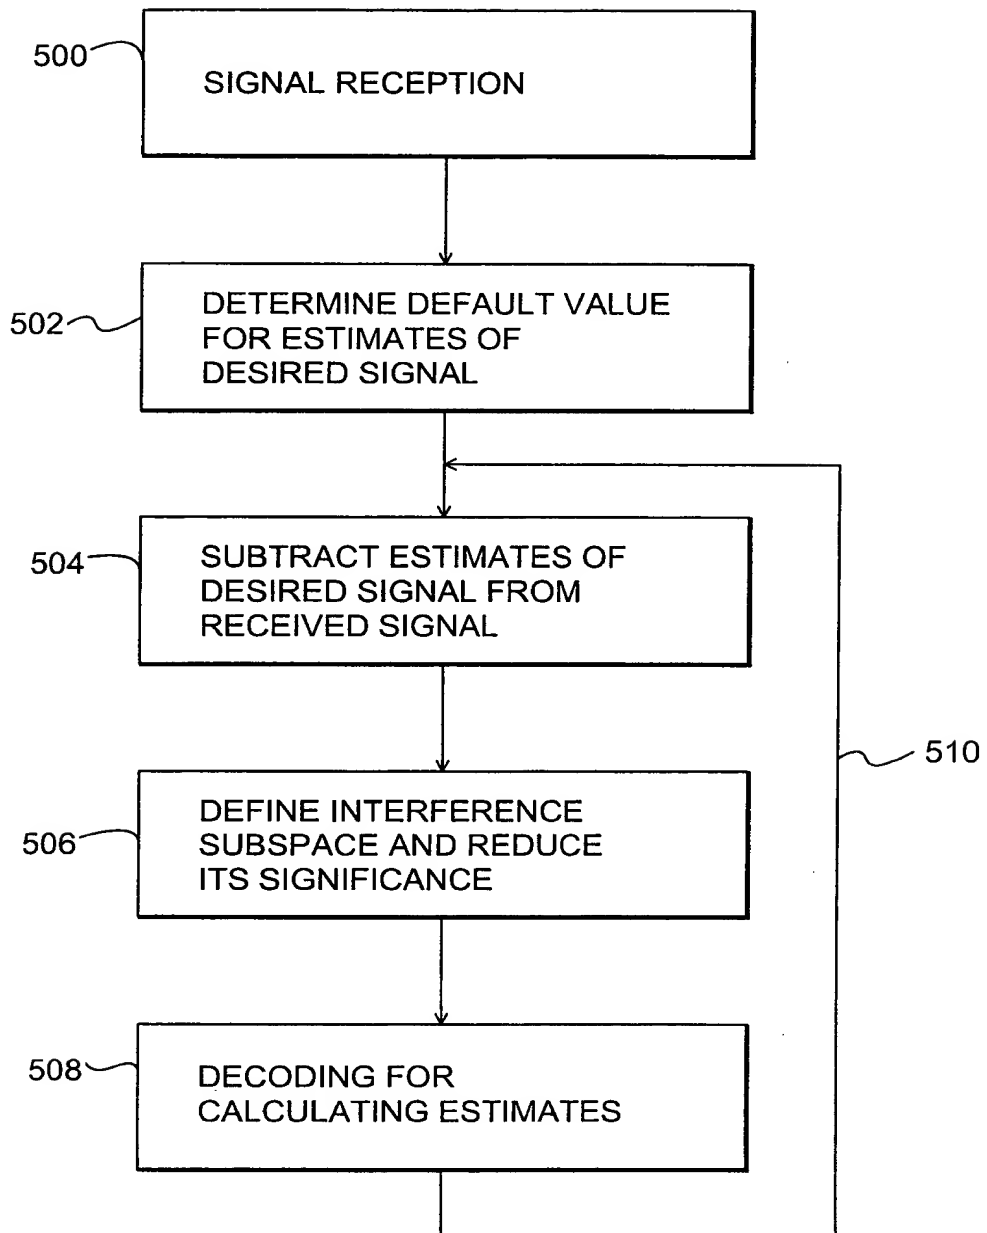 500
SIGNAL RECEPTION
502
DETERMINE DEFAULT VALUE
FOR ESTIMATES OF
DESIRED SIGNAL
504
SUBTRACT ESTIMATES OF
DESIRED SIGNAL FROM
RECEIVED SIGNAL
510
506
DEFINE INTERFERENCE
SUBSPACE AND REDUCE
ITS SIGNIFICANCE
508
DECODING FOR
CALCULATING ESTIMATES